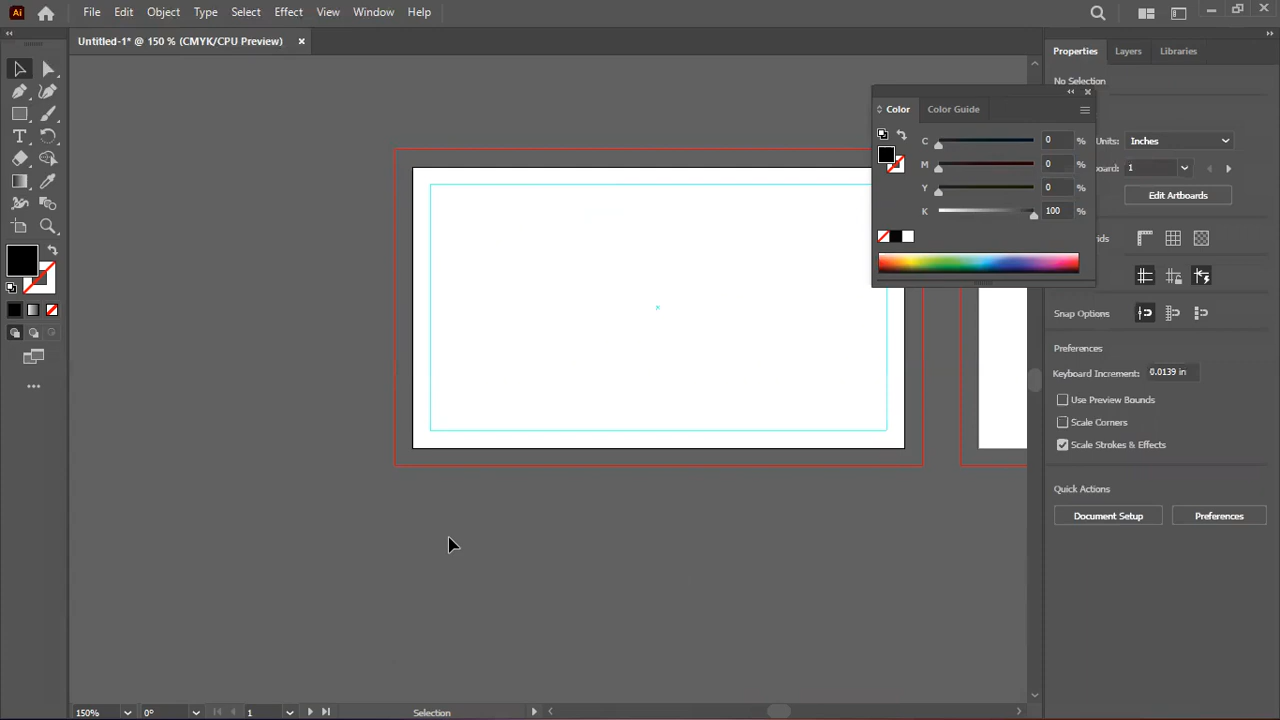 Ai File Edit Object Type Select Effect View Window Help
Untitled-1* @ 150 % (CMYK/CPU Preview)
Properties Layers Libraries
No Selection
Color Color Guide
C 0 %
M 0 %
Y 0 %
K 100 %
Units: Inches
board: 1
Edit Artboards
ids
Snap Options
Preferences
Keyboard Increment: 0.0139 in
Use Preview Bounds
Scale Corners
Scale Strokes & Effects
Quick Actions
Document Setup Preferences
150% 0° 1 Selection